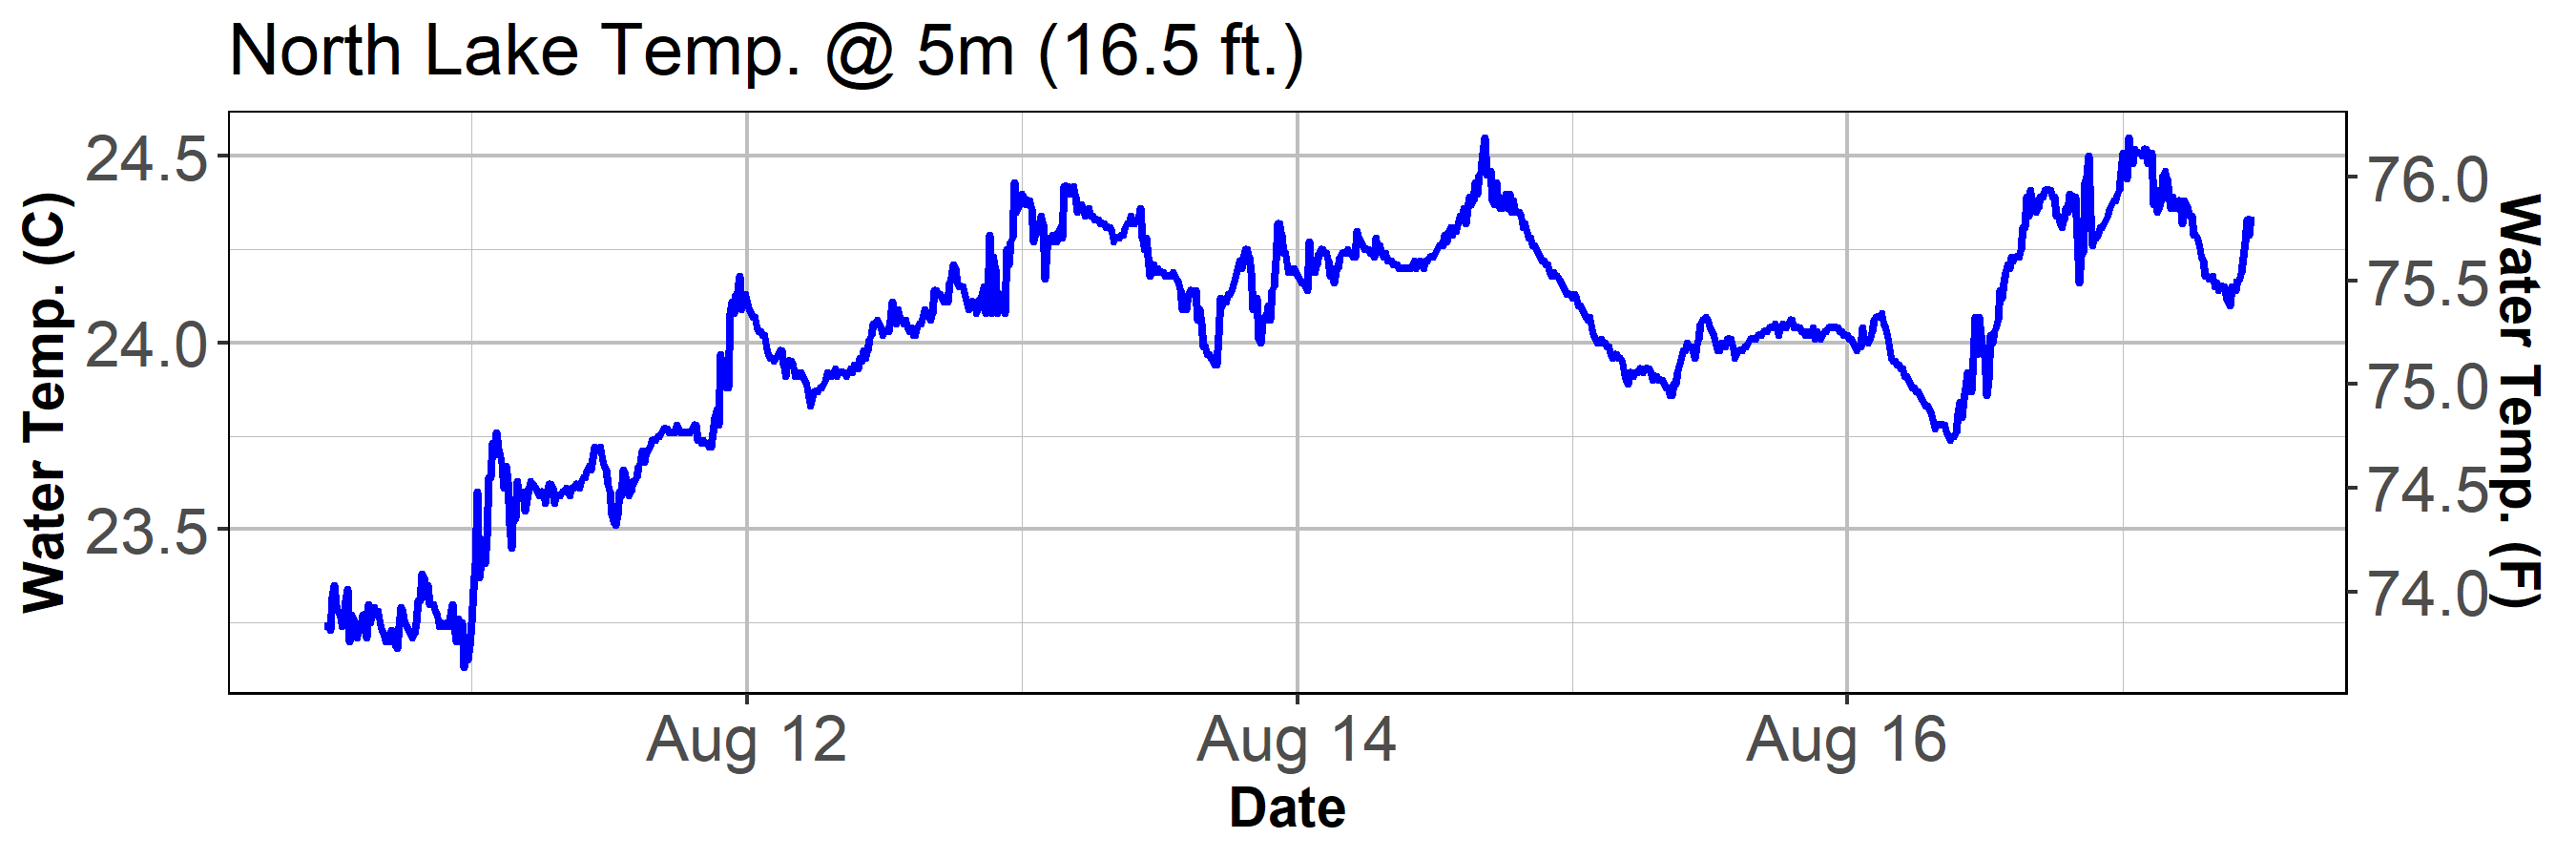 North Lake Temp. @ 5m (16.5 ft.)
Water Temp. (C)
24.5
24.0
23.5
76.0
75.5
75.0
74.5
74.0
Water Temp. (F)
Aug 12
Aug 14
Aug 16
Date